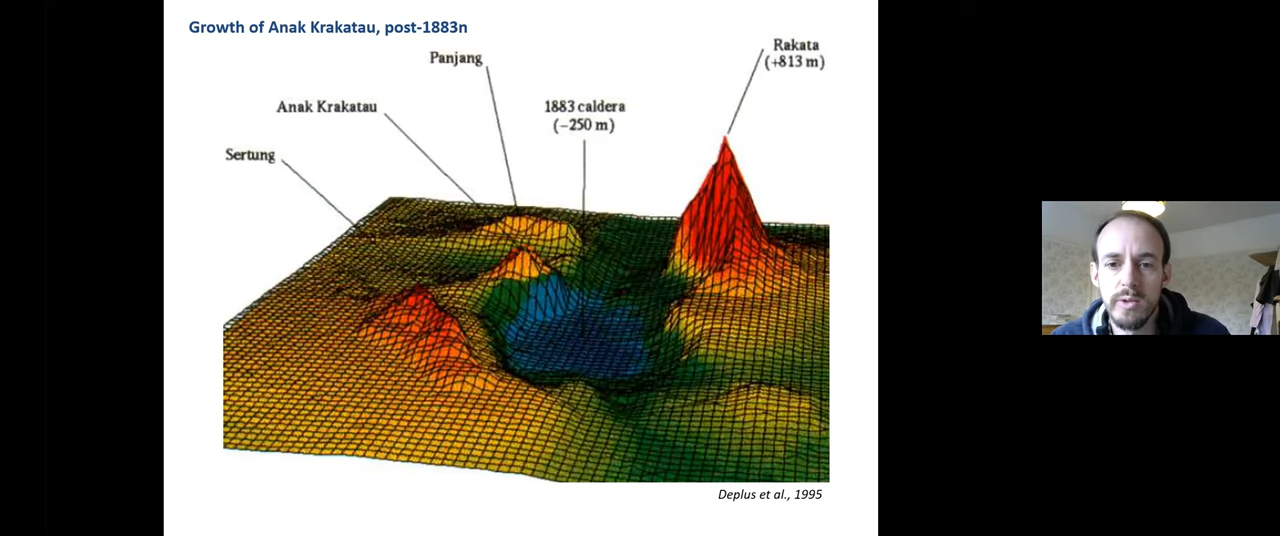 Growth of Anak Krakatau, post-1883n
Rakata
(+813 m)
Panjang
Anak Krakatau
1883 caldera
(−250 m)
Sertung
Deplus et al., 1995